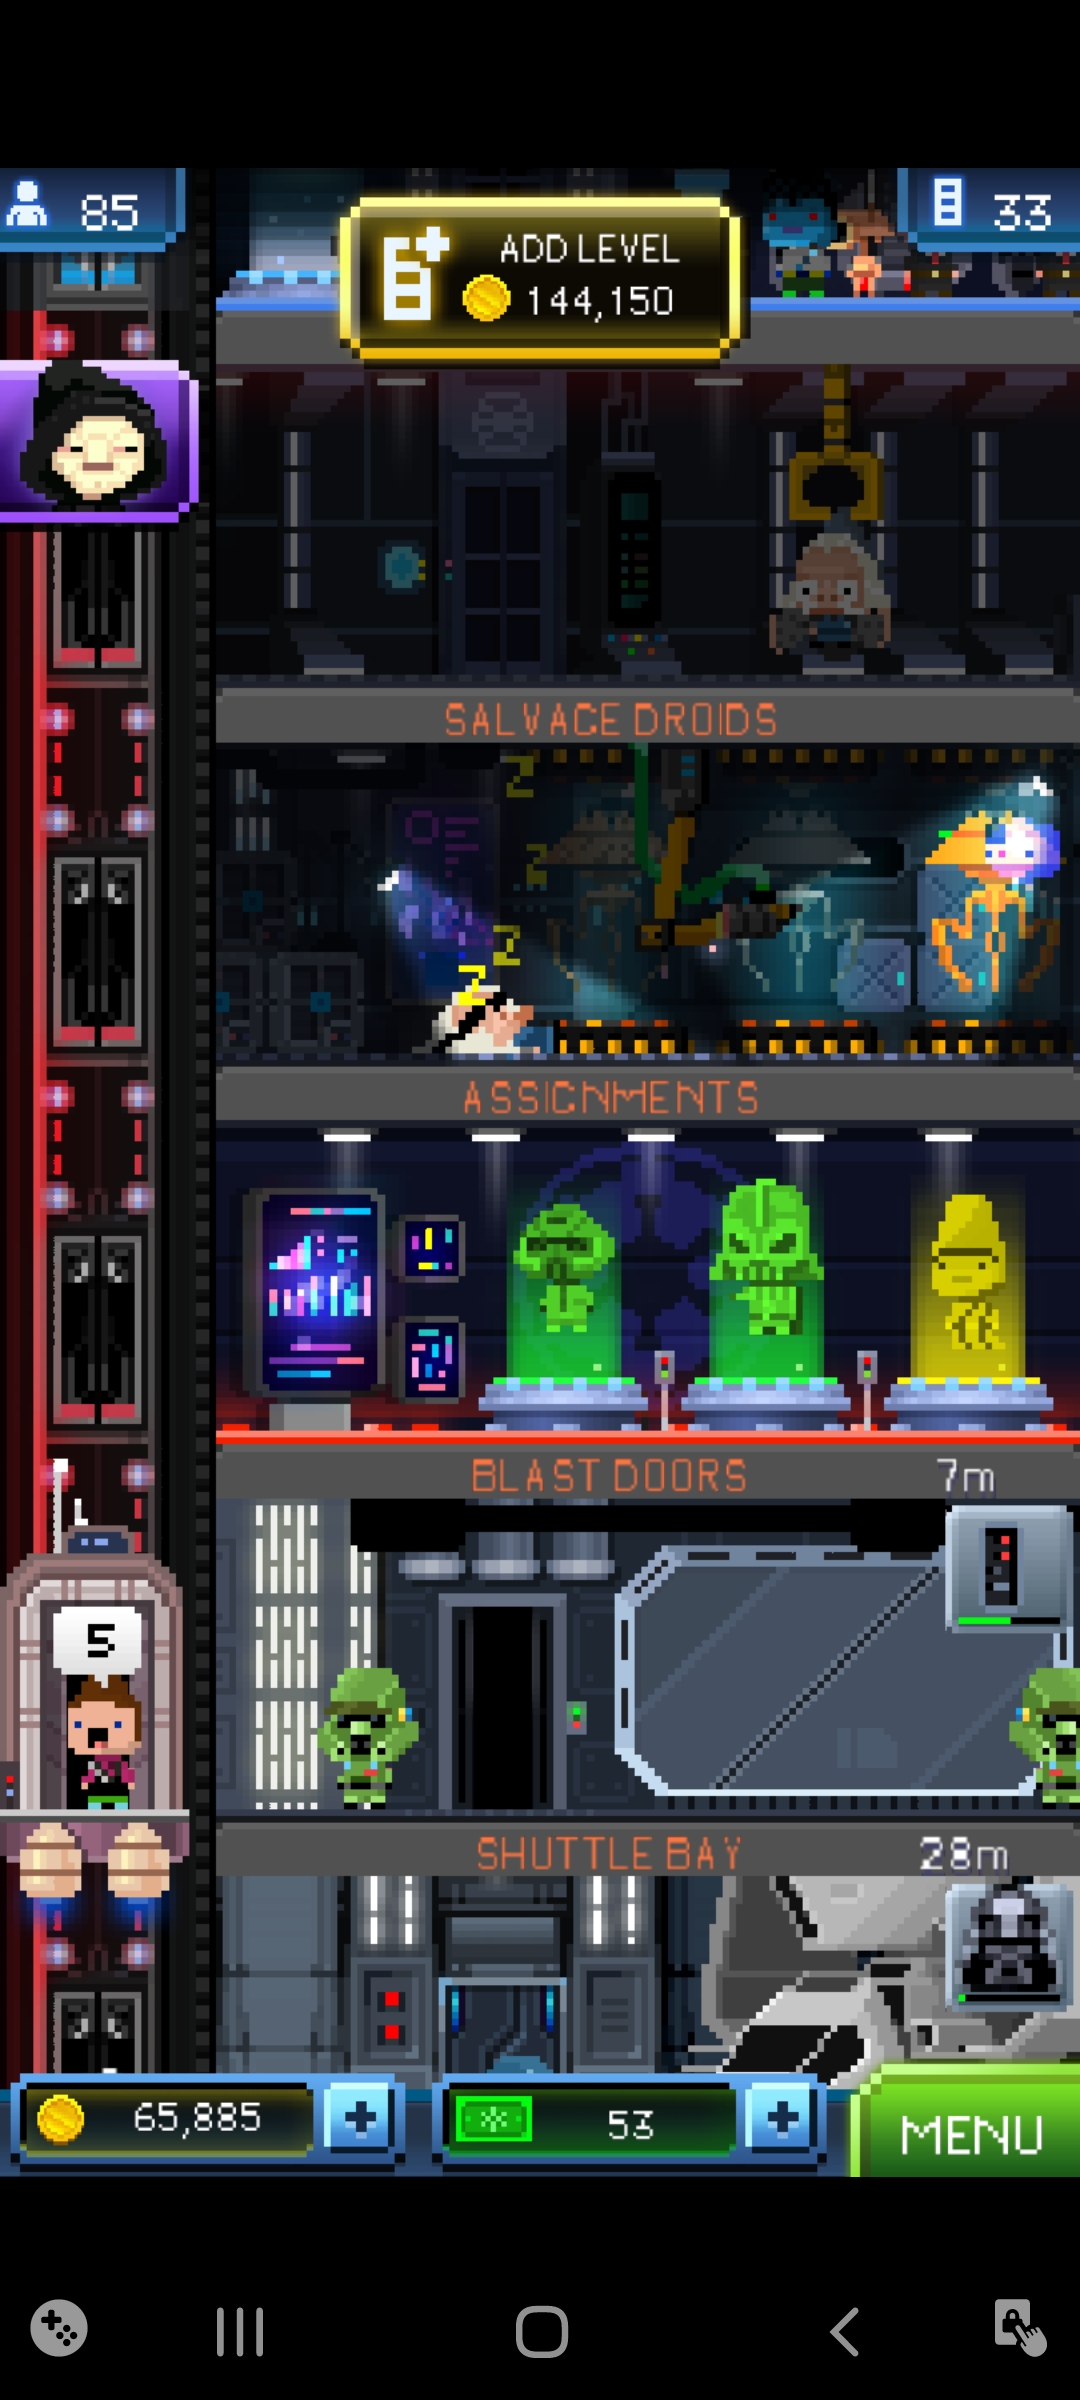 85
ADD LEVEL
144,150
33
SALVAGE DROIDS
Z
Z
Z
Z
ASSIGNMENTS
BLAST DOORS 7m
5
SHUTTLE BAY 28m
65,885
+
53
+
MENU